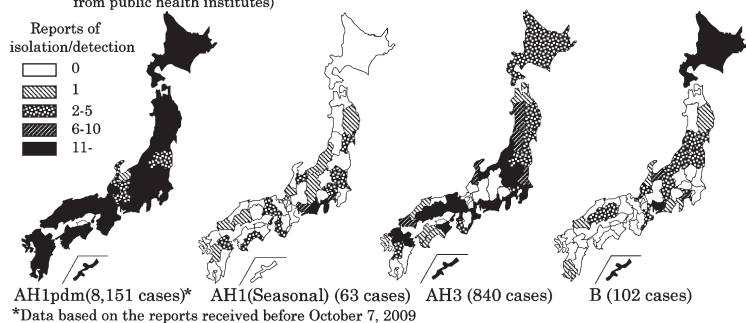 from public health institutes)
Reports of
isolation/detection
0
1
2-5
6-10
11-
AH1pdm(8,151 cases)* AH1(Seasonal) (63 cases) AH3 (840 cases) B (102 cases)
*Data based on the reports received before October 7, 2009